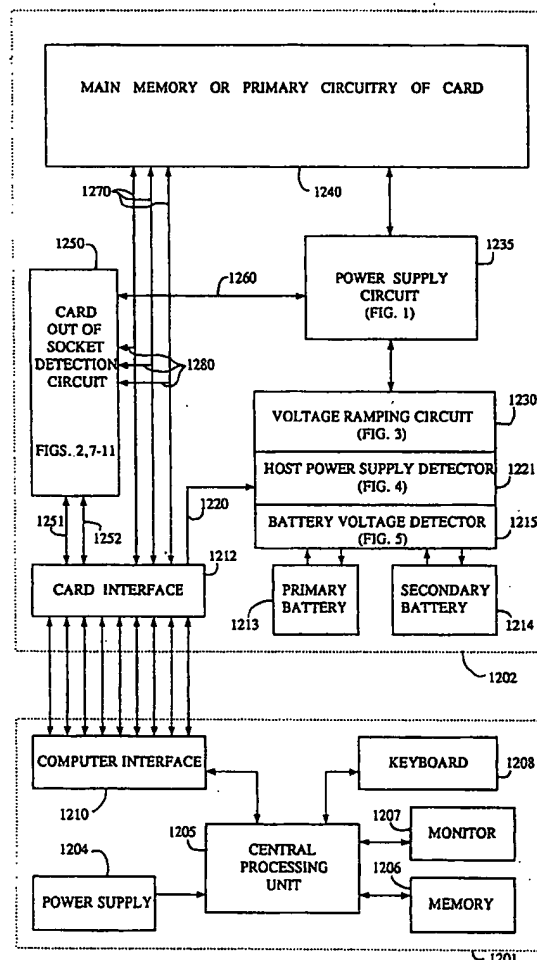 MAIN MEMORY OR PRIMARY CIRCUITRY OF CARD
1270
1240
1250
1235
1260
CARD
OUT OF
SOCKET
DETECTION
CIRCUIT
FIGS. 2, 7-11
POWER SUPPLY
CIRCUIT
(FIG. 1)
1280
1230
VOLTAGE RAMPING CIRCUIT
(FIG. 3)
1221
HOST POWER SUPPLY DETECTOR
(FIG. 4)
1220
1215
BATTERY VOLTAGE DETECTOR
(FIG. 5)
1251
1252
1212
CARD INTERFACE
PRIMARY
BATTERY
1213
SECONDARY
BATTERY
1214
1202
COMPUTER INTERFACE
1210
KEYBOARD
1208
1207
MONITOR
1205
CENTRAL
PROCESSING
UNIT
1204
POWER SUPPLY
1206
MEMORY
1201